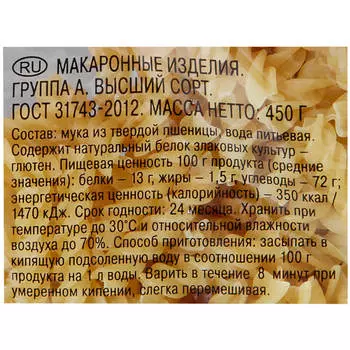 RU МАКАРОННЫЕ ИЗДЕЛИЯ.
ГРУППА А. ВЫСШИЙ СОРТ.
ГОСТ 31743-2012. МАССА НЕТТО: 450 Г
Состав: мука из твердой пшеницы, вода питьевая.
Содержит натуральный белок злаковых культур –
глютен. Пищевая ценность 100 г продукта (средние
значения): белки – 13 г, жиры – 1,5 г, углеводы – 72 г;
энергетическая ценность (калорийность) – 350 ккал /
1470 кДж. Срок годности: 24 месяца. Хранить при
температуре до 30°С и относительной влажности
воздуха до 70%. Способ приготовления: засыпать в
кипящую подсоленную воду в соотношении 100 г
продукта на 1 л воды. Варить в течение 8 минут при
умеренном кипении, слегка перемешивая.